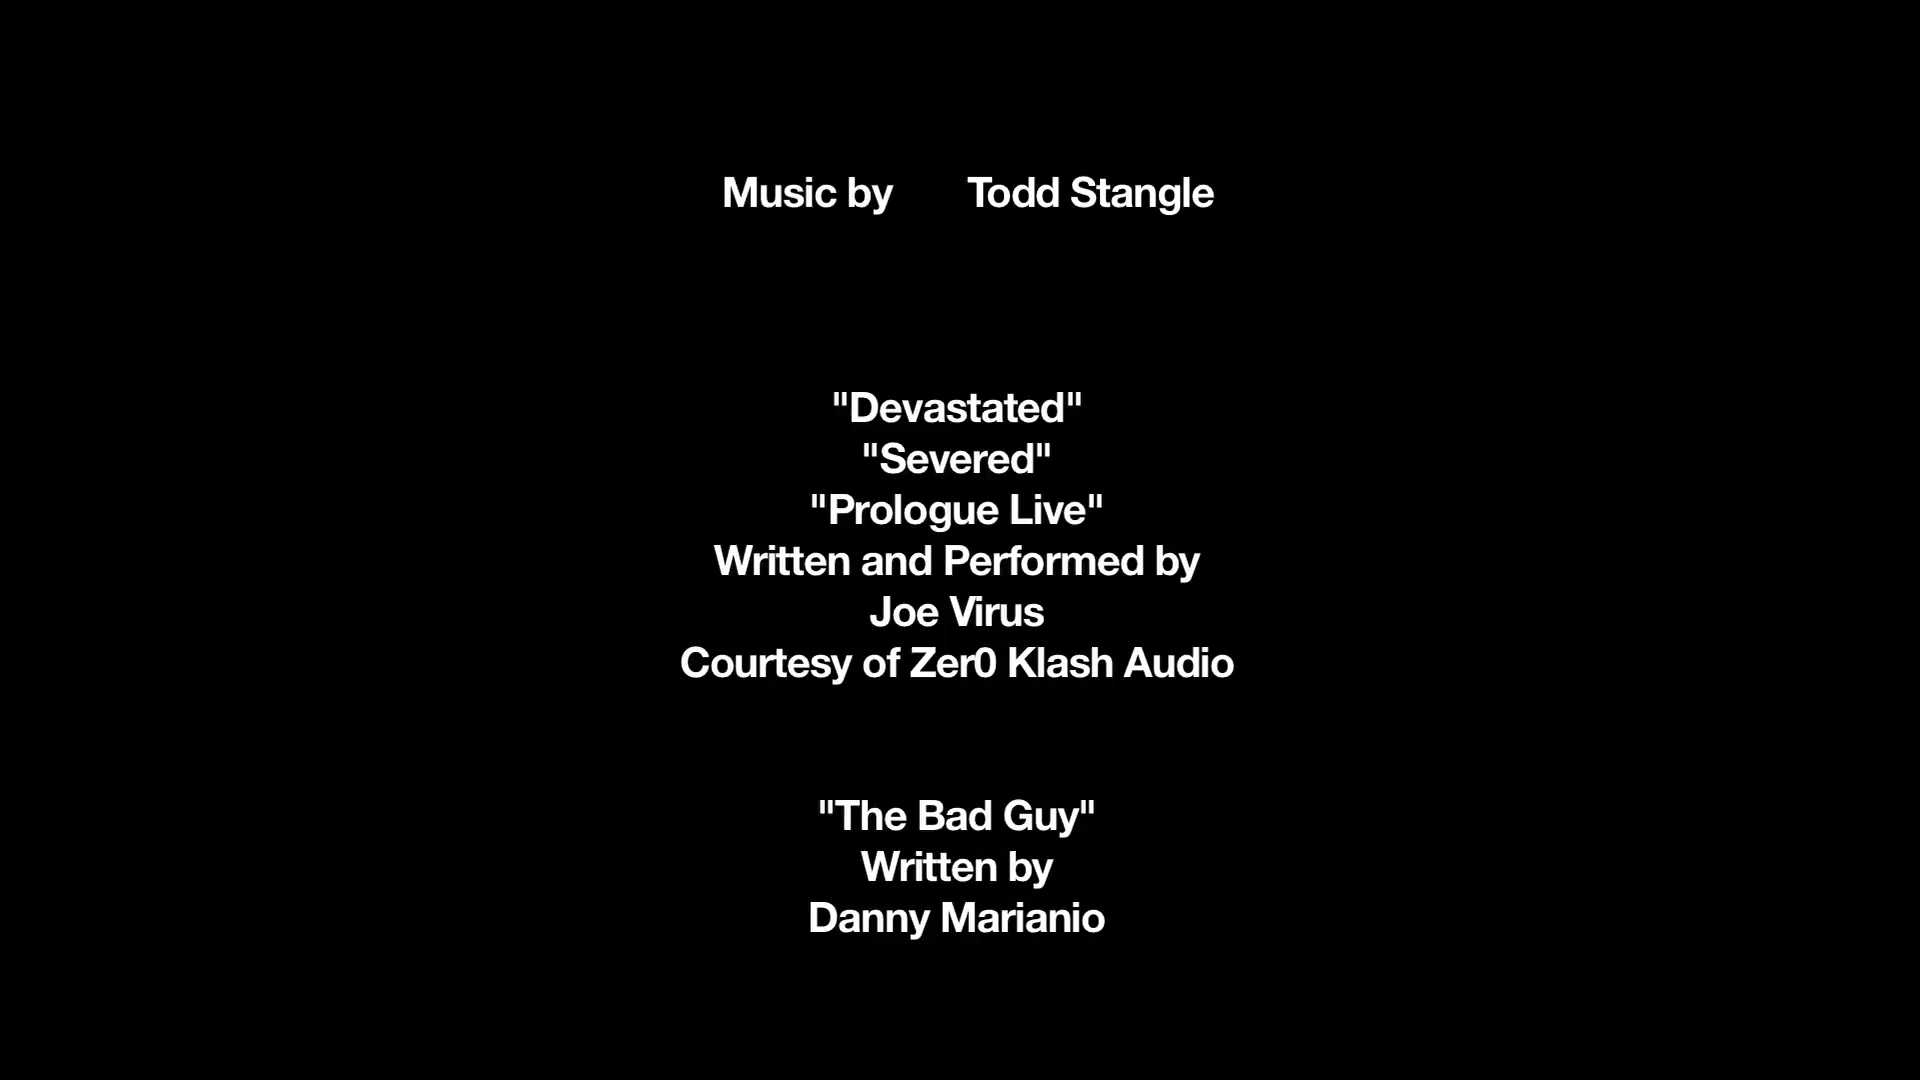 Music by Todd Stangle
"Devastated"
"Severed"
"Prologue Live"
Written and Performed by
Joe Virus
Courtesy of Zer0 Klash Audio
"The Bad Guy"
Written by
Danny Marianio